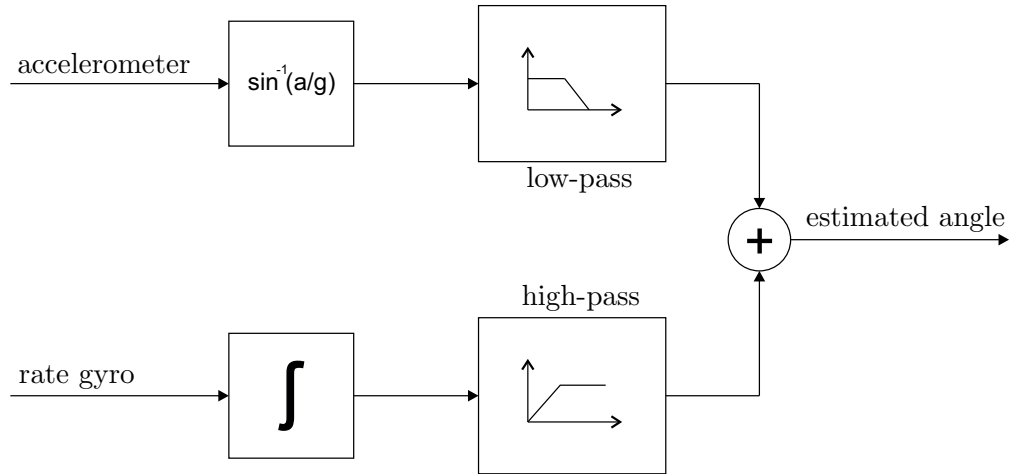 accelerometer
sin⁻¹(a/g)
low-pass
+
estimated angle
high-pass
rate gyro
∫